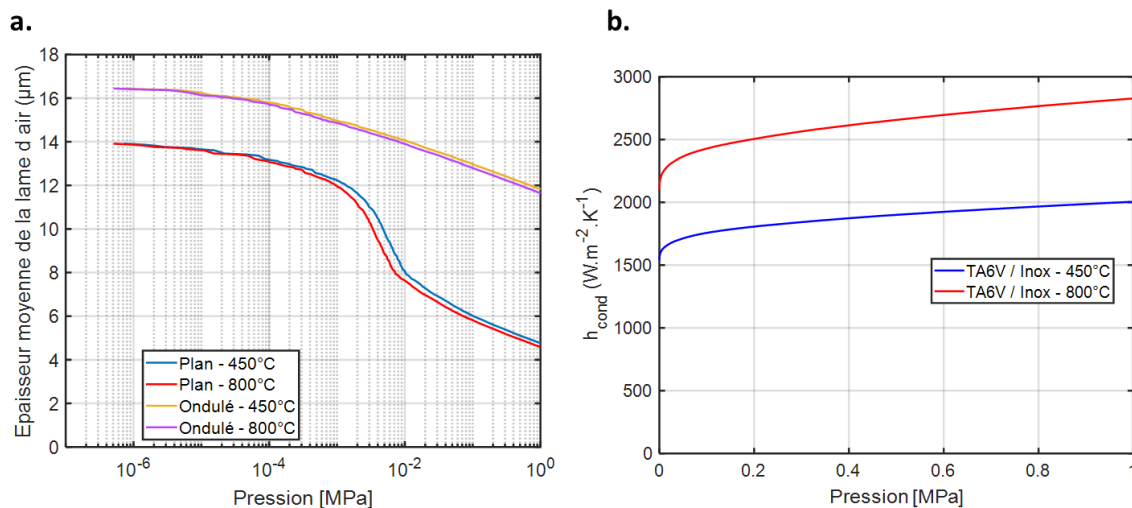 a.
18
16
14
12
10
8
6
4
2
0
Epaisseur moyenne de la lame d air (μm)
Plan - 450°C
Plan - 800°C
Ondulé - 450°C
Ondulé - 800°C
10⁻⁶
10⁻⁴
10⁻²
10⁰
Pression [MPa]
b.
3000
2500
2000
1500
1000
500
0
h_cond (W.m⁻².K⁻¹)
TA6V / Inox - 450°C
TA6V / Inox - 800°C
0
0.2
0.4
0.6
0.8
1
Pression [MPa]